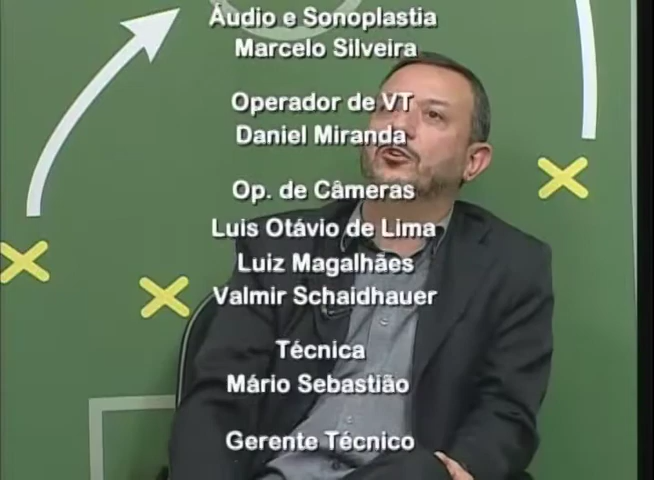 Áudio e Sonoplastia
Marcelo Silveira
Operador de VT
Daniel Miranda
Op. de Câmeras
Luis Otávio de Lima
Luiz Magalhães
Valmir Schaidhauer
Técnica
Mário Sebastião
Gerente Técnico